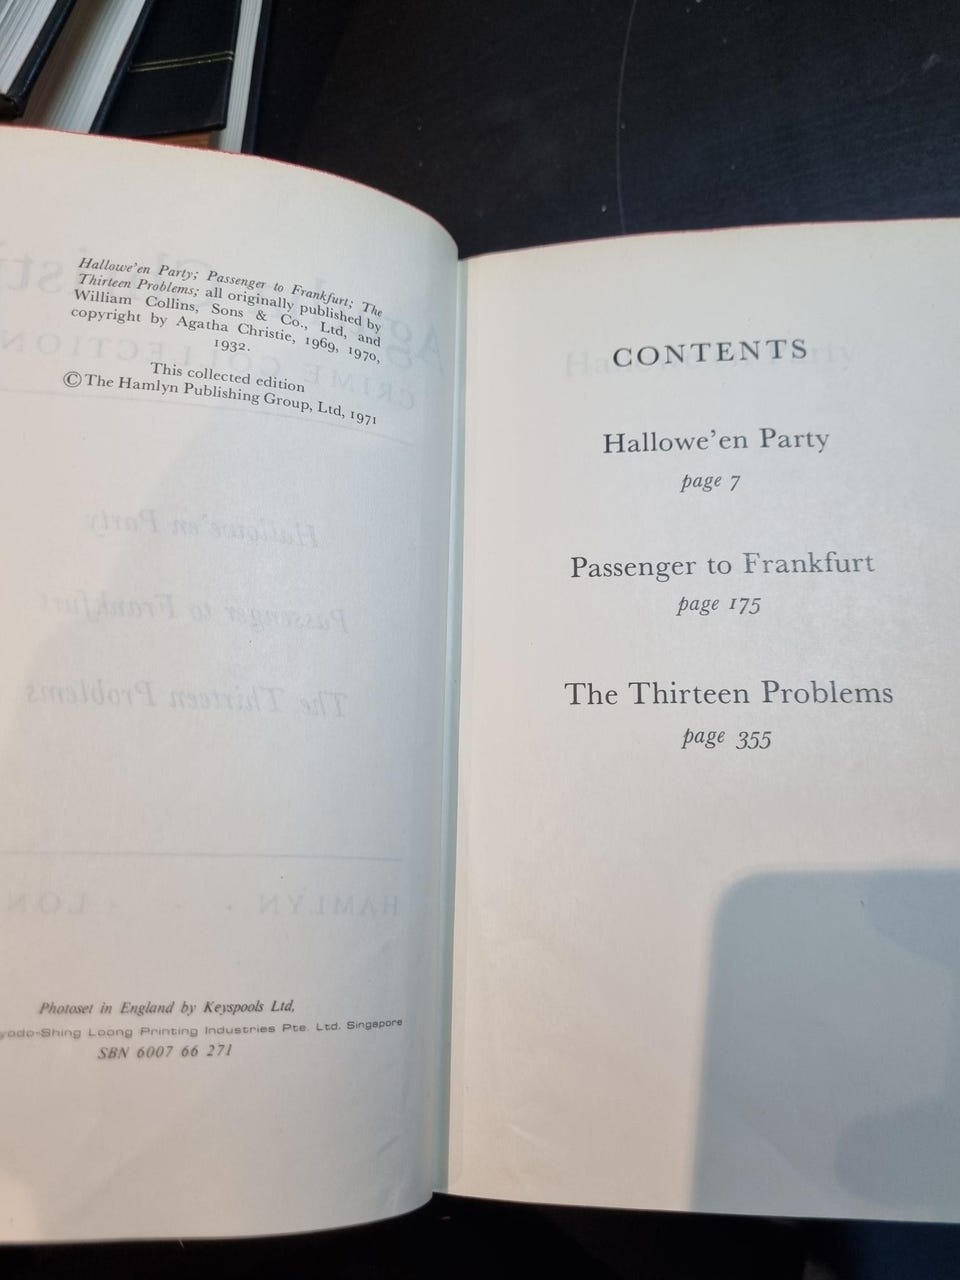 Hallowe'en Party; Passenger to Frankfurt; The
Thirteen Problems; all originally published by
William Collins, Sons & Co., Ltd, and
copyright by Agatha Christie, 1969, 1970,
1932.
This collected edition
©The Hamlyn Publishing Group, Ltd, 1971
Photoset in England by Keyspools Ltd,
yodo-Shing Loong Printing Industries Pte. Ltd. Singapore
SBN 6007 66 271
CONTENTS
Hallowe'en Party
page 7
Passenger to Frankfurt
page 175
The Thirteen Problems
page 355